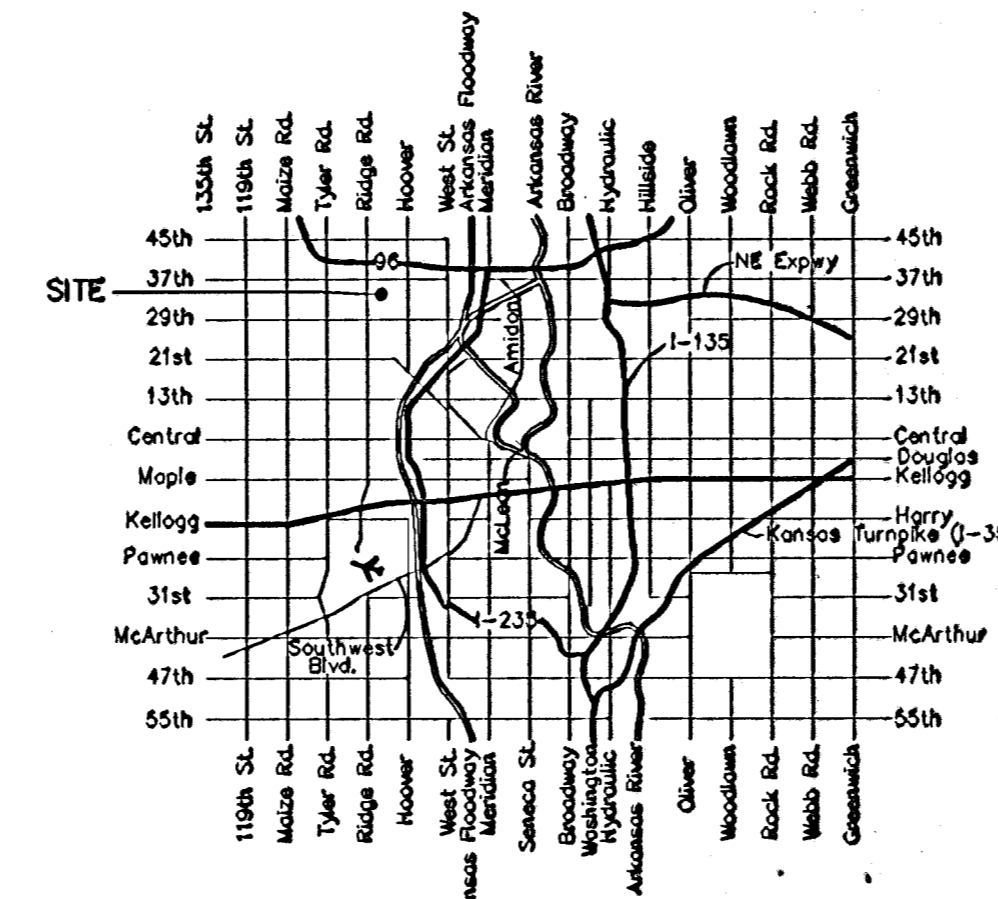 135th St.
119th St.
Maize Rd.
Tyler Rd.
Ridge Rd.
Hoover
West St.
Arkansas Floodway
Meridian
Arkansas River
Broadway
Hydraulic
Hillside
Oliver
Woodlawn
Rock Rd.
Webb Rd.
Greenwich
45th
45th
96
NE Expwy
37th
37th
SITE
29th
29th
Amidon
I-135
21st
21st
13th
13th
Central
Central
Douglas
Maple
Kellogg
McLean
Kellogg
Harry
Kansas Turnpike (I-35
Pawnee
Pawnee
31st
31st
I-235
McArthur
McArthur
Southwest
Blvd.
47th
47th
55th
55th
119th St.
Maize Rd.
Tyler Rd.
Ridge Rd.
Hoover
West St.
nsas Floodway
Meridian
Seneca St.
Broadway
Washington
Hydraulic
Arkansas River
Oliver
Woodlawn
Rock Rd.
Webb Rd.
Greenwich